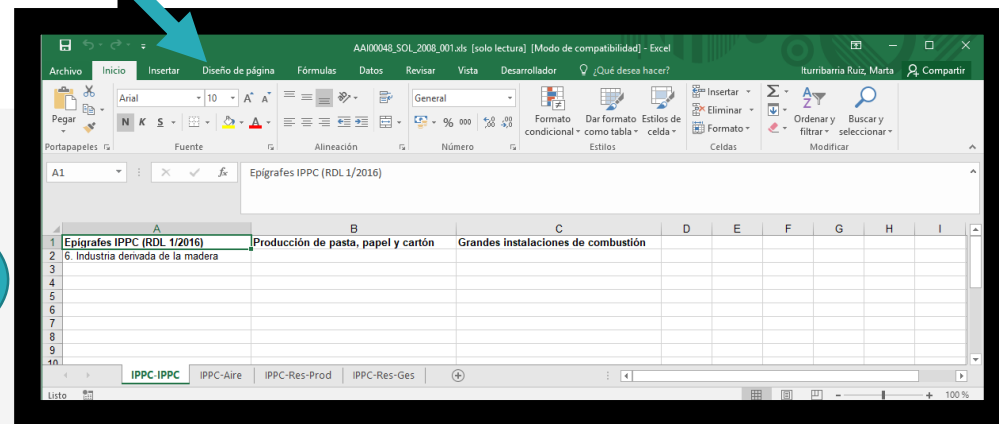 AAI00048_SOL_2008_001.xls [solo lectura] [Modo de compatibilidad] - Excel
Archivo Inicio Insertar Diseño de página Fórmulas Datos Revisar Vista Desarrollador ¿Qué desea hacer? Iturribarria Ruiz, Marta Compartir
Pegar
Arial 10
N K S
General
% 000
Formato condicional
Dar formato como tabla
Estilos de celda
Insertar
Eliminar
Formato
Ordenar y filtrar
Buscar y seleccionar
Portapapeles Fuente Alineación Número Estilos Celdas Modificar
A1 fx Epígrafes IPPC (RDL 1/2016)
A B C D E F G H I
1 Epigrafes IPPC (RDL 1/2016) Producción de pasta, papel y cartón Grandes instalaciones de combustión
2 6. Industria derivada de la madera
3
4
5
6
7
8
9
10
IPPC-IPPC IPPC-Aire IPPC-Res-Prod IPPC-Res-Ges
Listo 100 %